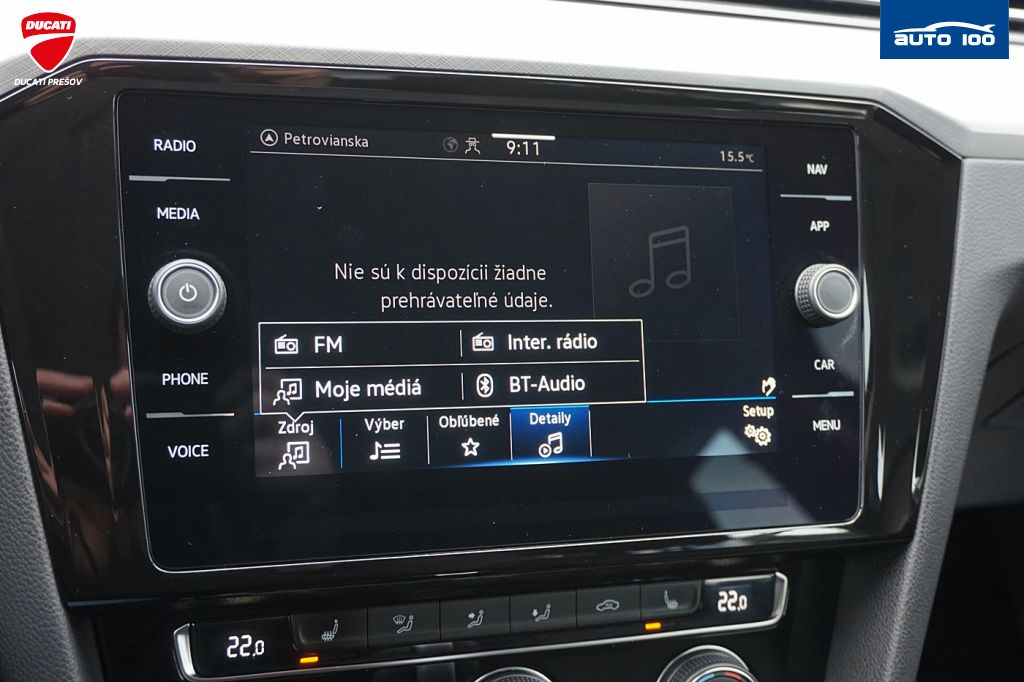 DUCATI
DUCATI PREŠOV
AUTO 100
RADIO
MEDIA
PHONE
VOICE
Petrovianska
9:11
15.5°C
Nie sú k dispozícii žiadne
prehrávateľné údaje.
FM
Inter. rádio
Moje médiá
BT-Audio
Zdroj
Výber
Obľúbené
Detaily
Setup
NAV
APP
CAR
MENU
22.0
22.0